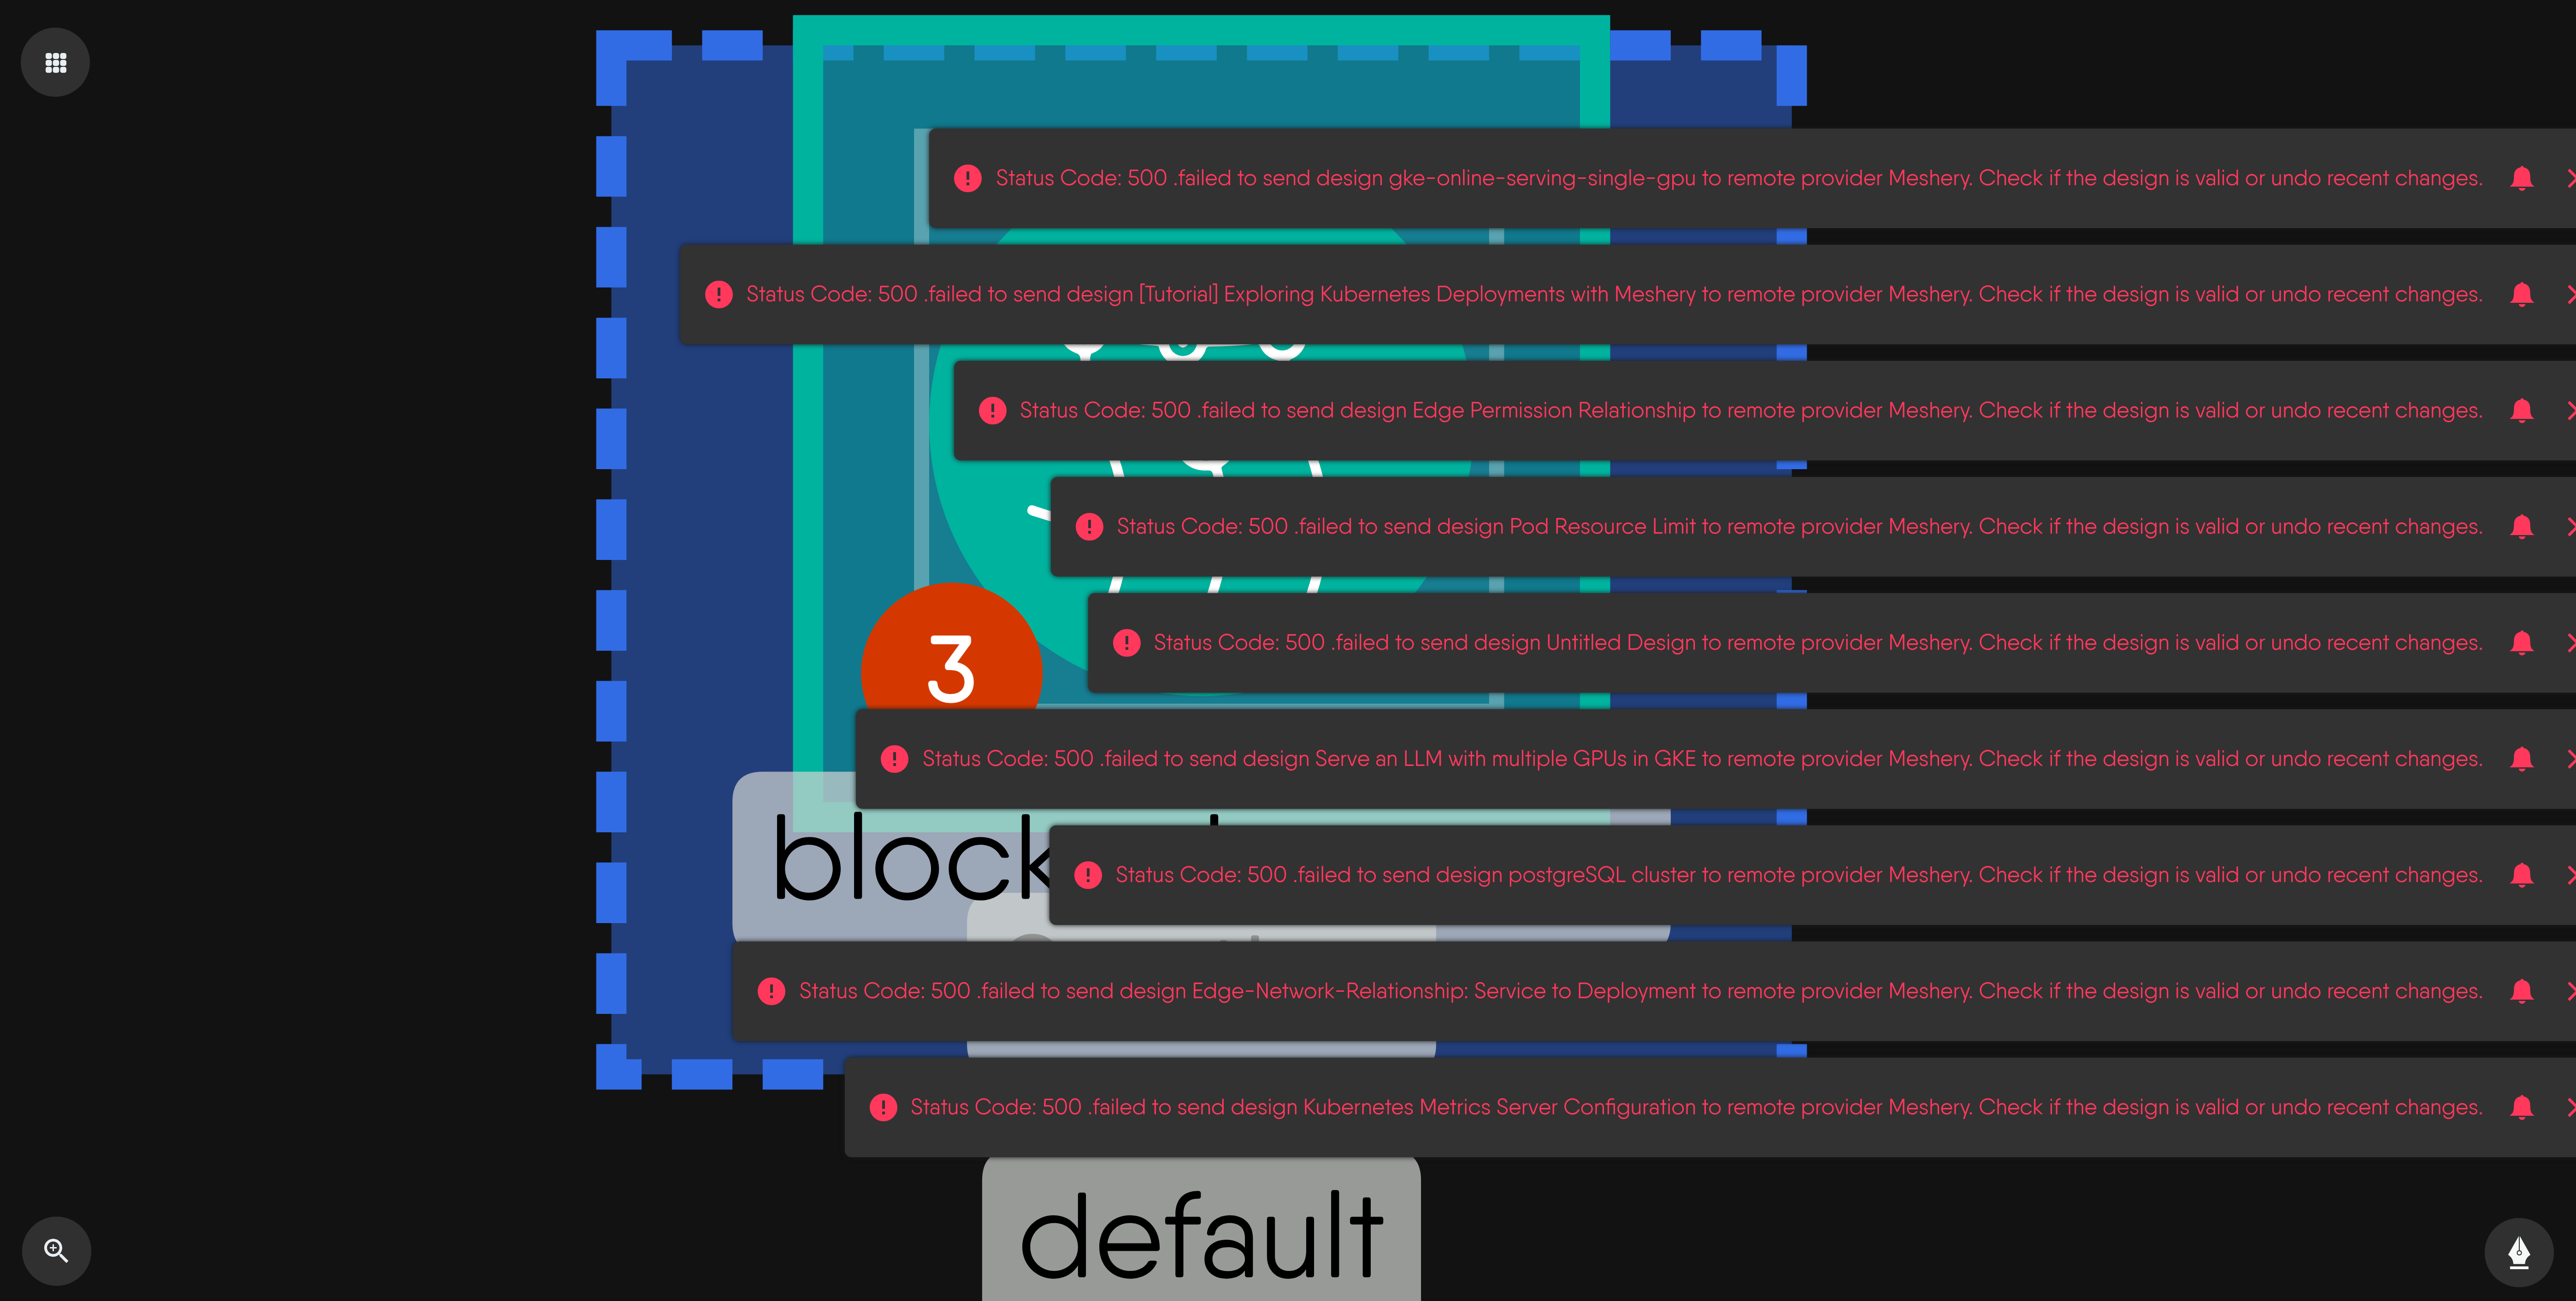 Status Code: 500 .failed to send design gke-online-serving-single-gpu to remote provider Meshery. Check if the design is valid or undo recent changes.
Status Code: 500 .failed to send design [Tutorial] Exploring Kubernetes Deployments with Meshery to remote provider Meshery. Check if the design is valid or undo recent changes.
Status Code: 500 .failed to send design Edge Permission Relationship to remote provider Meshery. Check if the design is valid or undo recent changes.
Status Code: 500 .failed to send design Pod Resource Limit to remote provider Meshery. Check if the design is valid or undo recent changes.
Status Code: 500 .failed to send design Untitled Design to remote provider Meshery. Check if the design is valid or undo recent changes.
3
Status Code: 500 .failed to send design Serve an LLM with multiple GPUs in GKE to remote provider Meshery. Check if the design is valid or undo recent changes.
block
Status Code: 500 .failed to send design postgreSQL cluster to remote provider Meshery. Check if the design is valid or undo recent changes.
Status Code: 500 .failed to send design Edge-Network-Relationship: Service to Deployment to remote provider Meshery. Check if the design is valid or undo recent changes.
Status Code: 500 .failed to send design Kubernetes Metrics Server Configuration to remote provider Meshery. Check if the design is valid or undo recent changes.
default